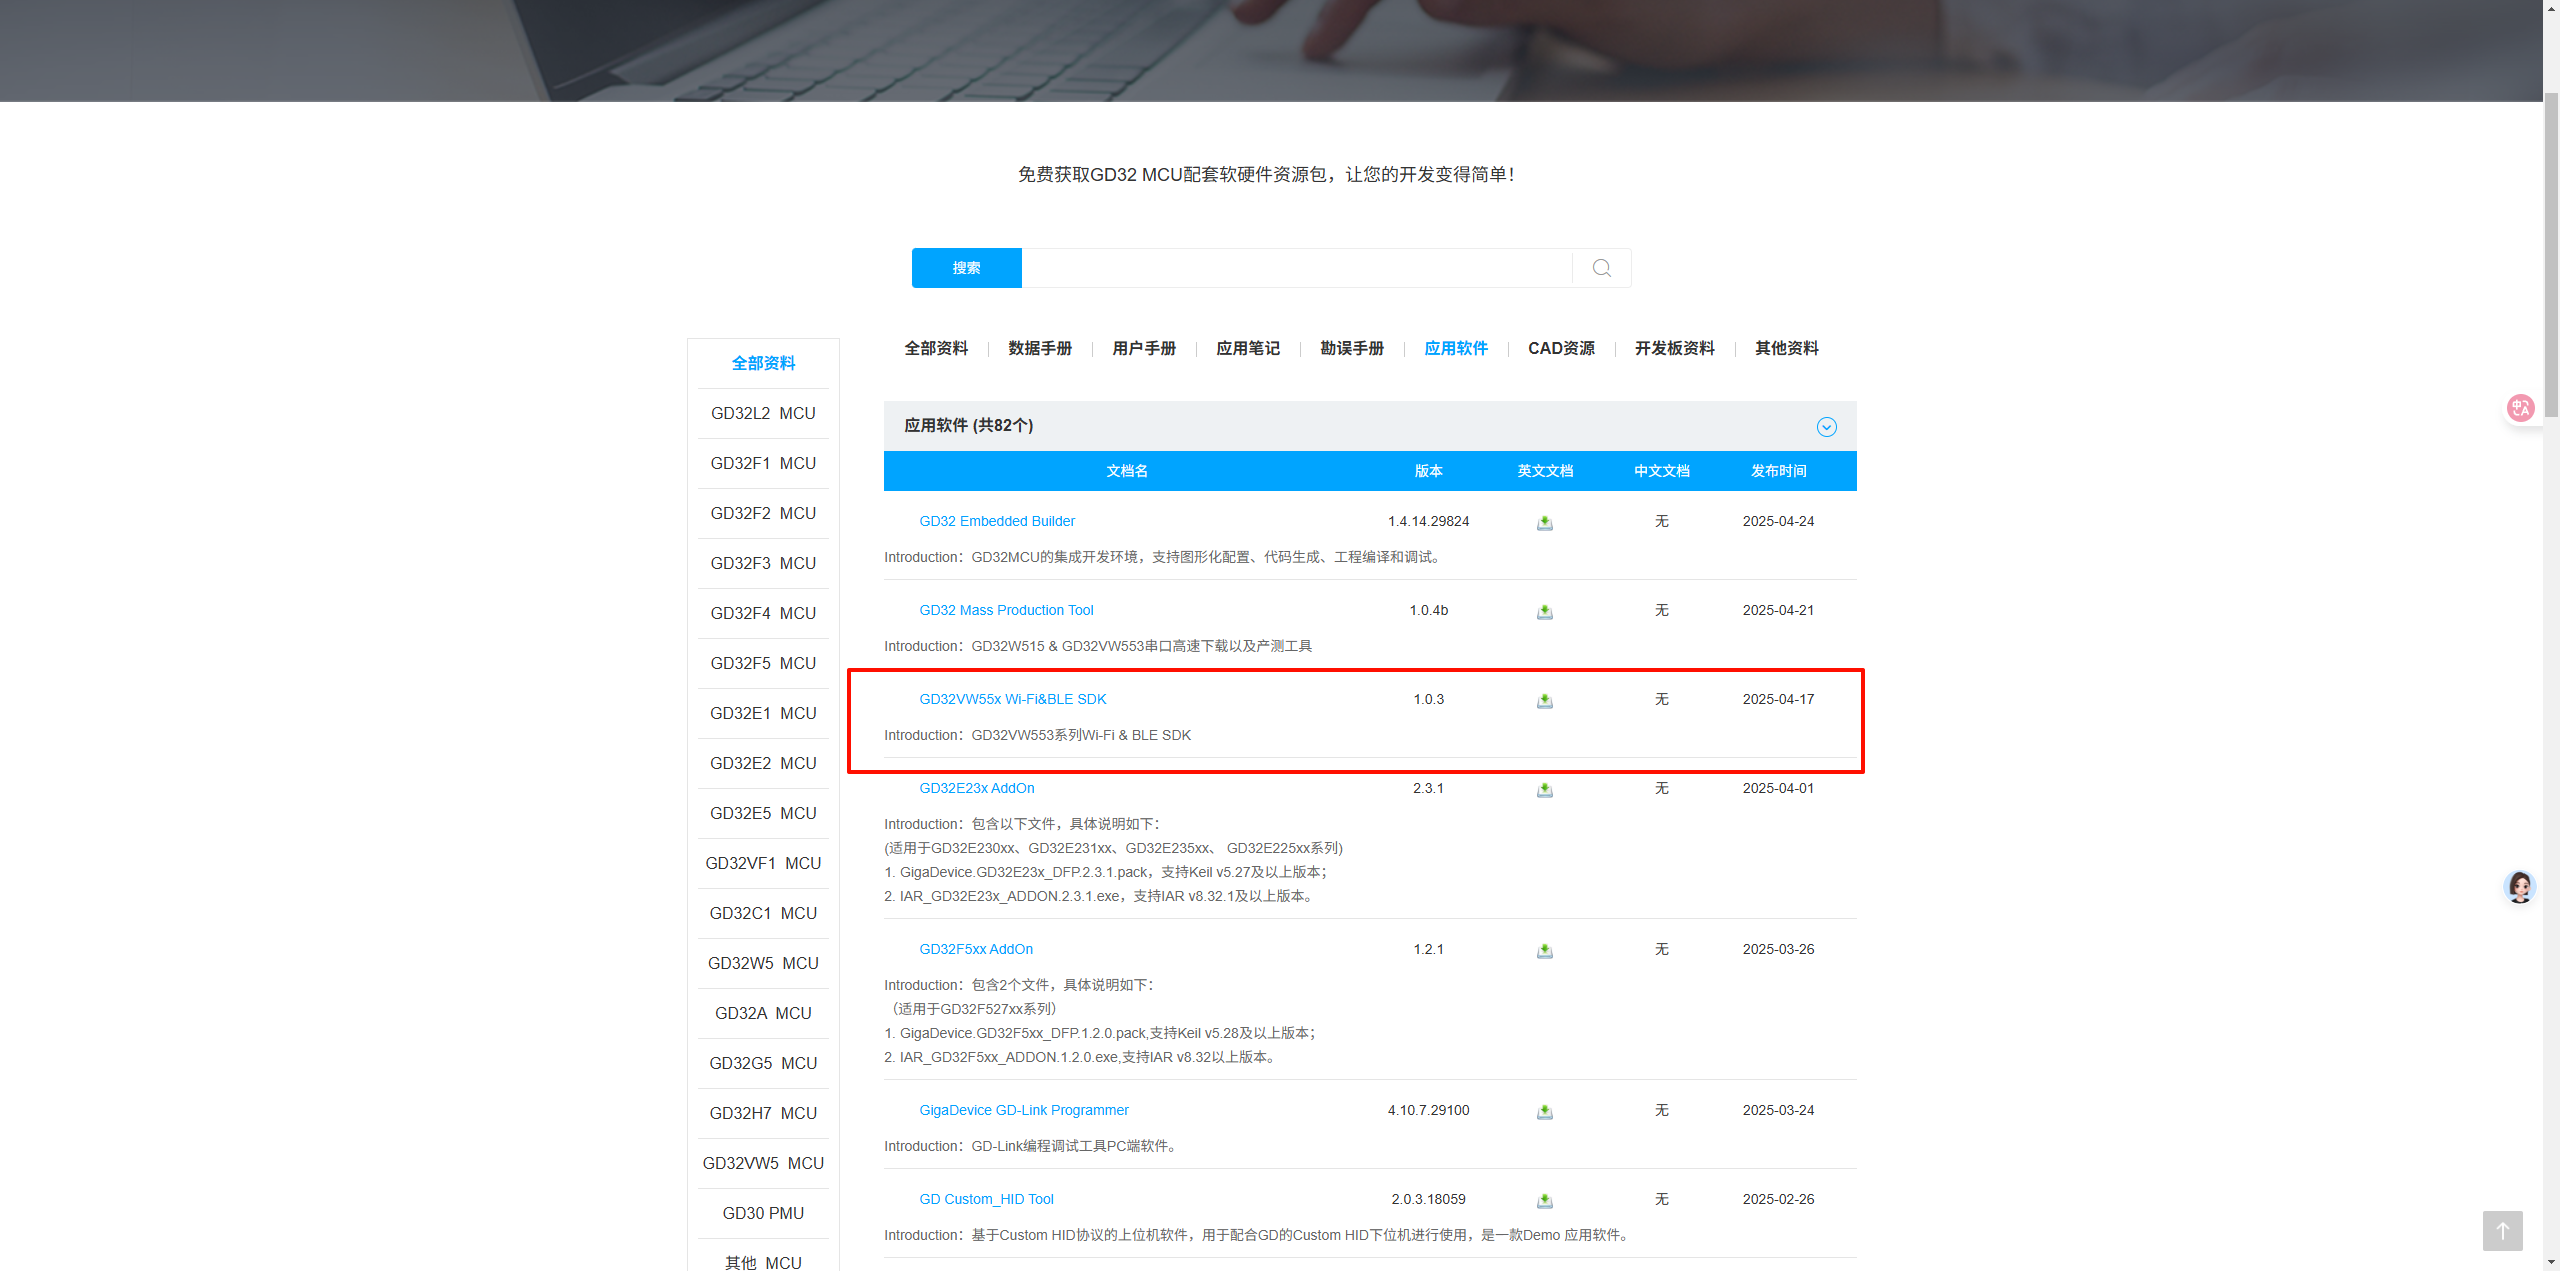 免费获取GD32 MCU配套软硬件资源包，让您的开发变得简单！
搜索
全部资料
数据手册
用户手册
应用笔记
勘误手册
应用软件
CAD资源
开发板资料
其他资料
全部资料
GD32L2 MCU
GD32F1 MCU
GD32F2 MCU
GD32F3 MCU
GD32F4 MCU
GD32F5 MCU
GD32E1 MCU
GD32E2 MCU
GD32E5 MCU
GD32VF1 MCU
GD32C1 MCU
GD32W5 MCU
GD32A MCU
GD32G5 MCU
GD32H7 MCU
GD32VW5 MCU
GD30 PMU
其他 MCU
应用软件 (共82个)
文档名 版本 英文文档 中文文档 发布时间
GD32 Embedded Builder 1.4.14.29824 无 2025-04-24
Introduction：GD32MCU的集成开发环境，支持图形化配置、代码生成、工程编译和调试。
GD32 Mass Production Tool 1.0.4b 无 2025-04-21
Introduction：GD32W515 & GD32VW553串口高速下载以及产测工具
GD32VW55x Wi-Fi&BLE SDK 1.0.3 无 2025-04-17
Introduction：GD32VW553系列Wi-Fi & BLE SDK
GD32E23x AddOn 2.3.1 无 2025-04-01
Introduction：包含以下文件，具体说明如下：
(适用于GD32E230xx、GD32E231xx、GD32E235xx、 GD32E225xx系列)
1. GigaDevice.GD32E23x_DFP.2.3.1.pack，支持Keil v5.27及以上版本；
2. IAR_GD32E23x_ADDON.2.3.1.exe，支持IAR v8.32.1及以上版本。
GD32F5xx AddOn 1.2.1 无 2025-03-26
Introduction：包含2个文件，具体说明如下：
（适用于GD32F527xx系列）
1. GigaDevice.GD32F5xx_DFP.1.2.0.pack,支持Keil v5.28及以上版本；
2. IAR_GD32F5xx_ADDON.1.2.0.exe,支持IAR v8.32以上版本。
GigaDevice GD-Link Programmer 4.10.7.29100 无 2025-03-24
Introduction：GD-Link编程调试工具PC端软件。
GD Custom_HID Tool 2.0.3.18059 无 2025-02-26
Introduction：基于Custom HID协议的上位机软件，用于配合GD的Custom HID下位机进行使用，是一款Demo 应用软件。